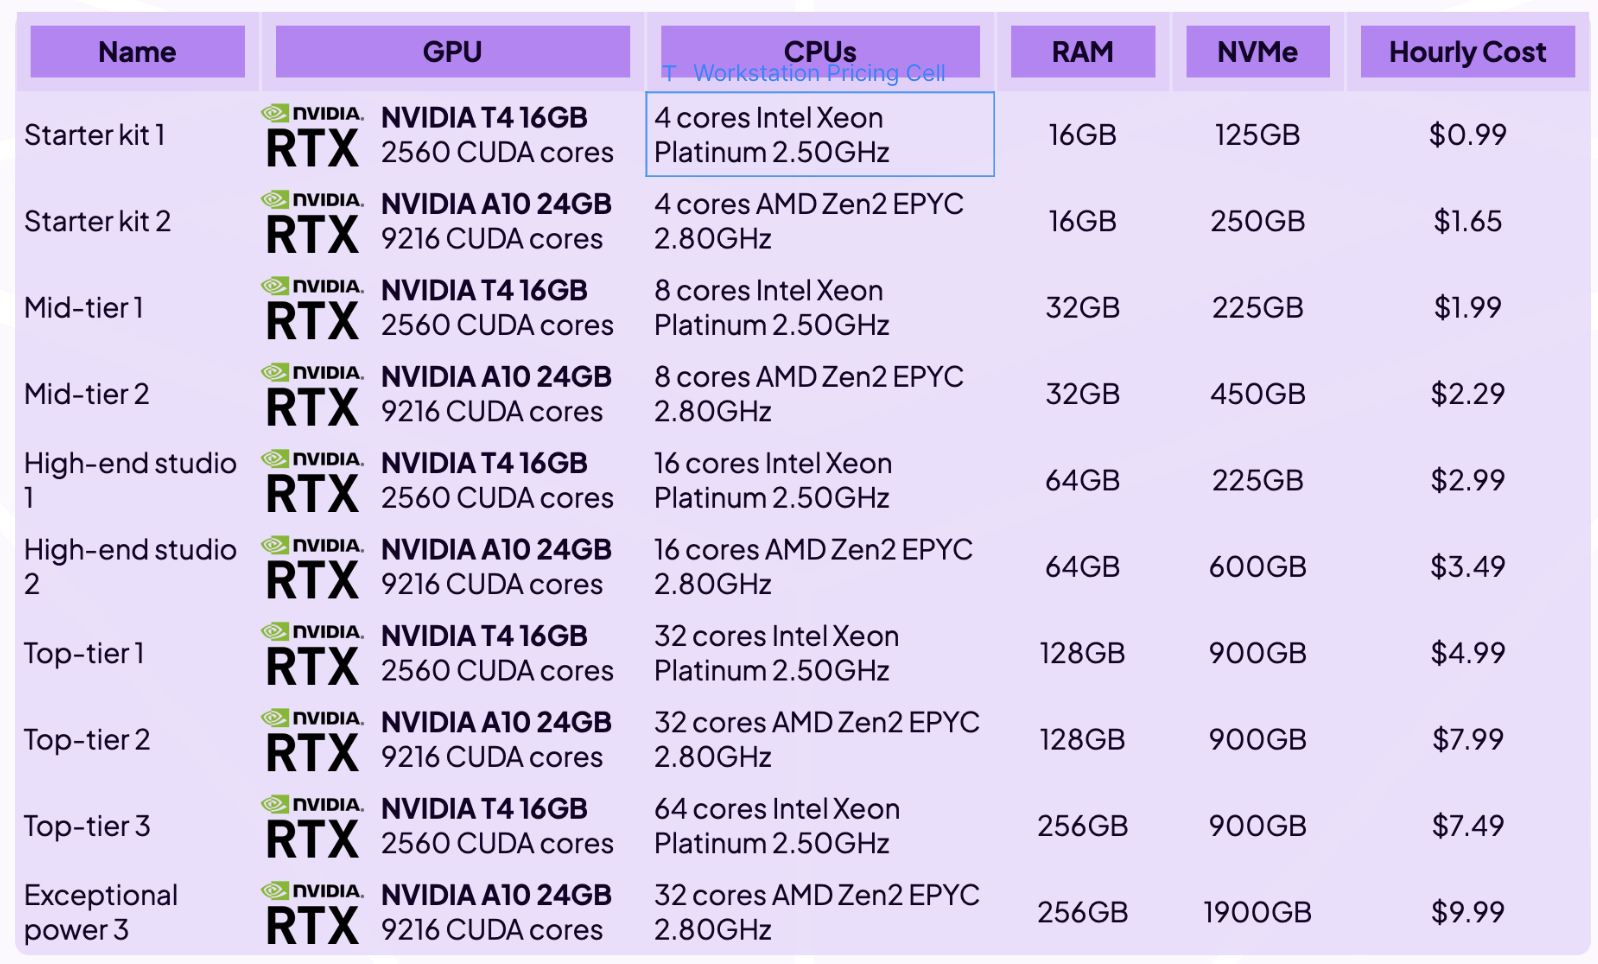 Name GPU CPUs RAM NVMe Hourly Cost
T Workstation Pricing Cell
Starter kit 1 NVIDIA. RTX NVIDIA T4 16GB 4 cores Intel Xeon 16GB 125GB $0.99
2560 CUDA cores Platinum 2.50GHz
Starter kit 2 NVIDIA. RTX NVIDIA A10 24GB 4 cores AMD Zen2 EPYC 16GB 250GB $1.65
9216 CUDA cores 2.80GHz
Mid-tier 1 NVIDIA. RTX NVIDIA T4 16GB 8 cores Intel Xeon 32GB 225GB $1.99
2560 CUDA cores Platinum 2.50GHz
Mid-tier 2 NVIDIA. RTX NVIDIA A10 24GB 8 cores AMD Zen2 EPYC 32GB 450GB $2.29
9216 CUDA cores 2.80GHz
High-end studio NVIDIA. RTX NVIDIA T4 16GB 16 cores Intel Xeon 64GB 225GB $2.99
1 2560 CUDA cores Platinum 2.50GHz
High-end studio NVIDIA. RTX NVIDIA A10 24GB 16 cores AMD Zen2 EPYC 64GB 600GB $3.49
2 9216 CUDA cores 2.80GHz
Top-tier 1 NVIDIA. RTX NVIDIA T4 16GB 32 cores Intel Xeon 128GB 900GB $4.99
2560 CUDA cores Platinum 2.50GHz
Top-tier 2 NVIDIA. RTX NVIDIA A10 24GB 32 cores AMD Zen2 EPYC 128GB 900GB $7.99
9216 CUDA cores 2.80GHz
Top-tier 3 NVIDIA. RTX NVIDIA T4 16GB 64 cores Intel Xeon 256GB 900GB $7.49
2560 CUDA cores Platinum 2.50GHz
Exceptional NVIDIA. RTX NVIDIA A10 24GB 32 cores AMD Zen2 EPYC 256GB 1900GB $9.99
power 3 9216 CUDA cores 2.80GHz